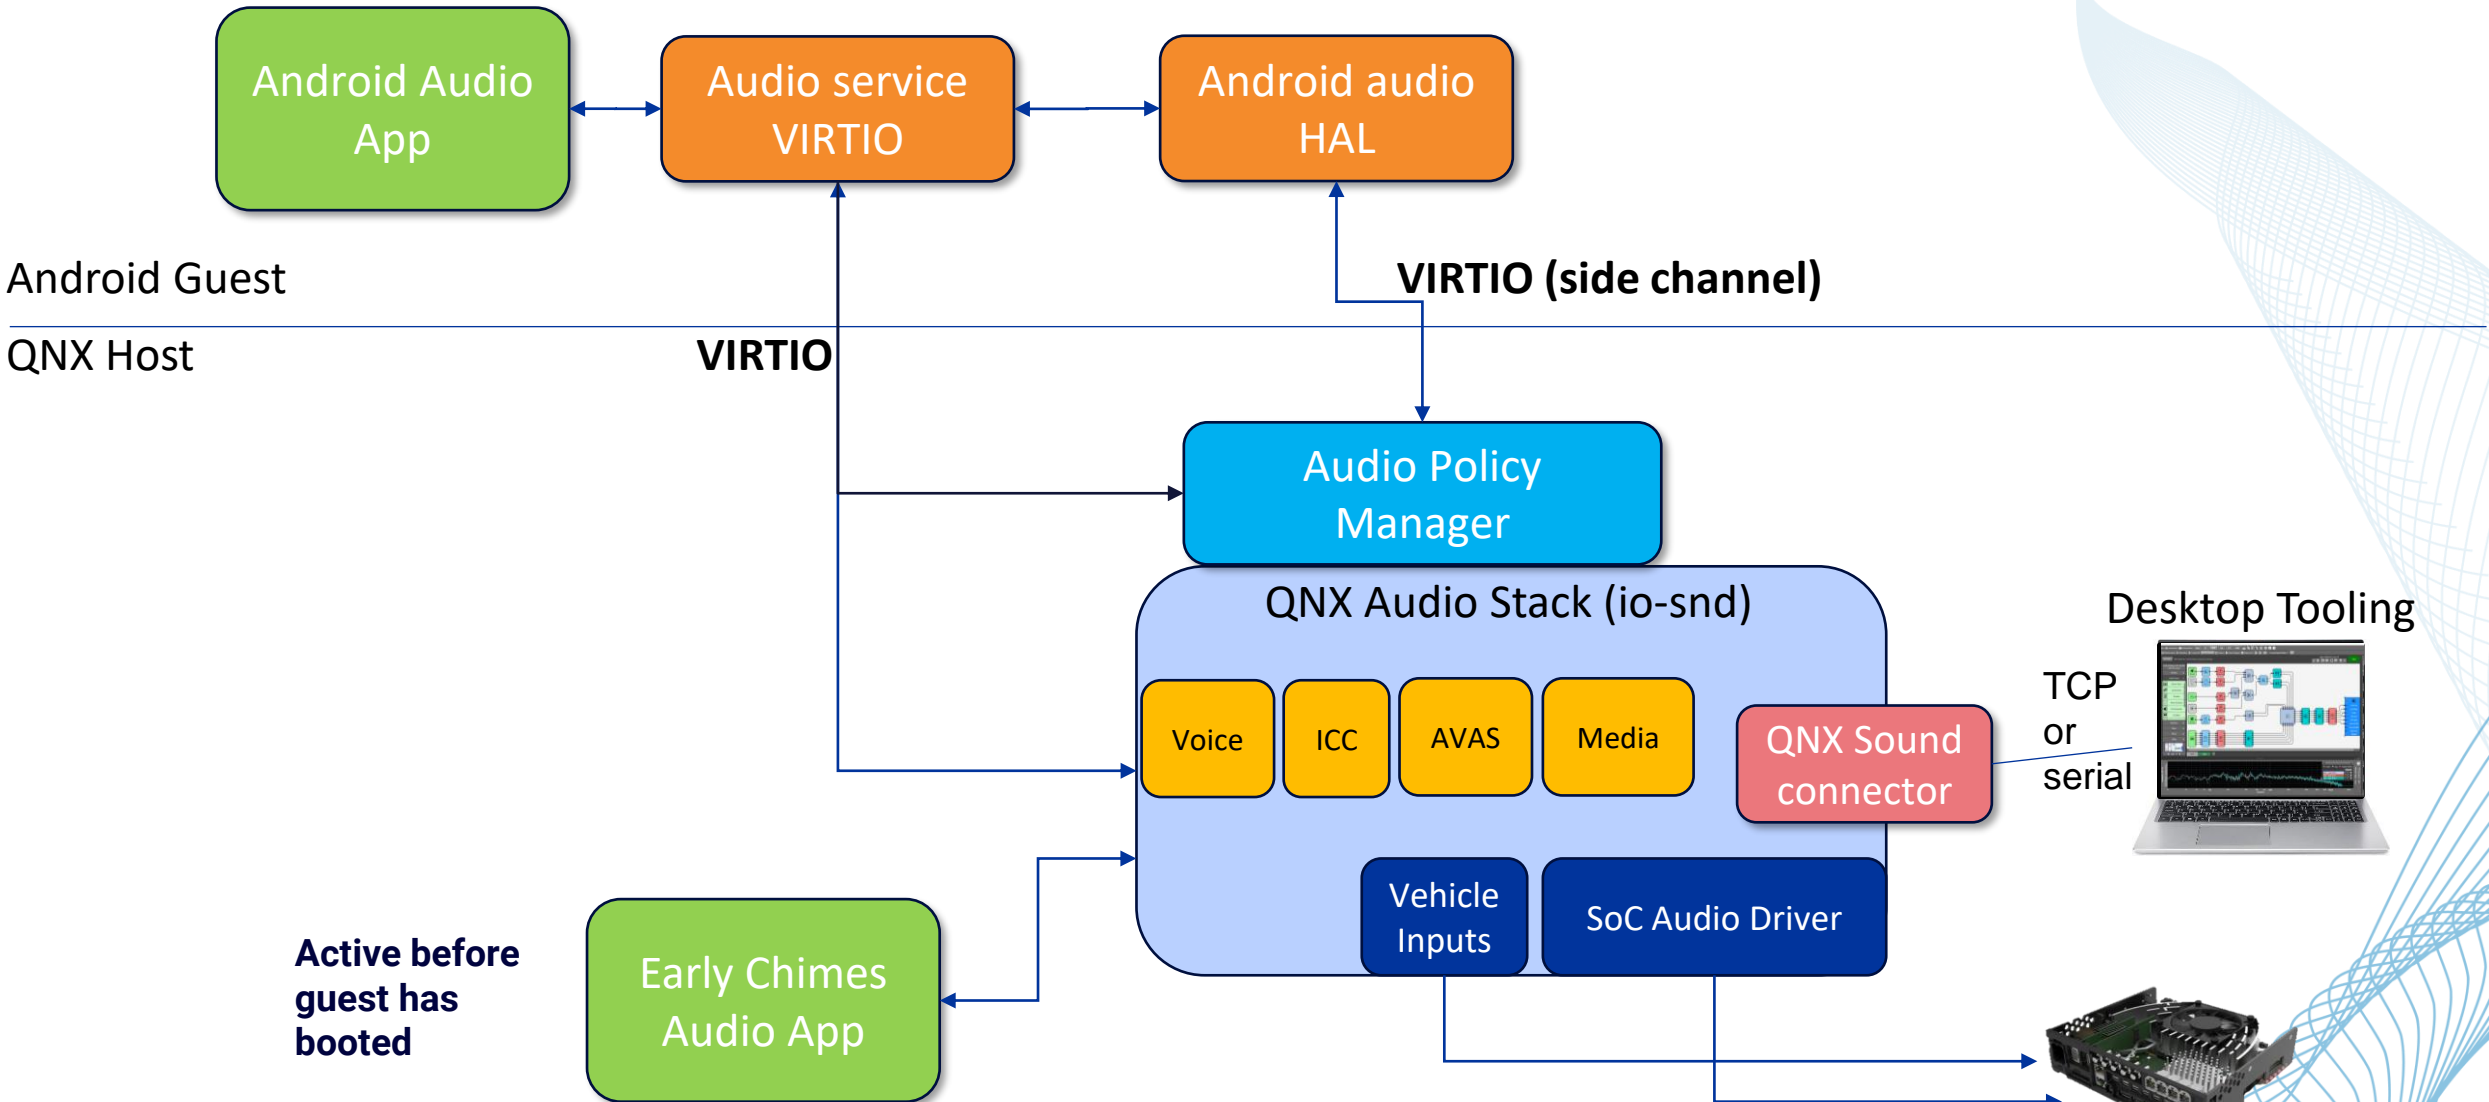 Android Audio
App
Audio service
VIRTIO
Android audio
HAL
Android Guest
VIRTIO (side channel)
QNX Host
VIRTIO
Audio Policy
Manager
QNX Audio Stack (io-snd)
Desktop Tooling
Voice
ICC
AVAS
Media
QNX Sound
connector
TCP
or
serial
Vehicle
Inputs
SoC Audio Driver
Active before
guest has
booted
Early Chimes
Audio App